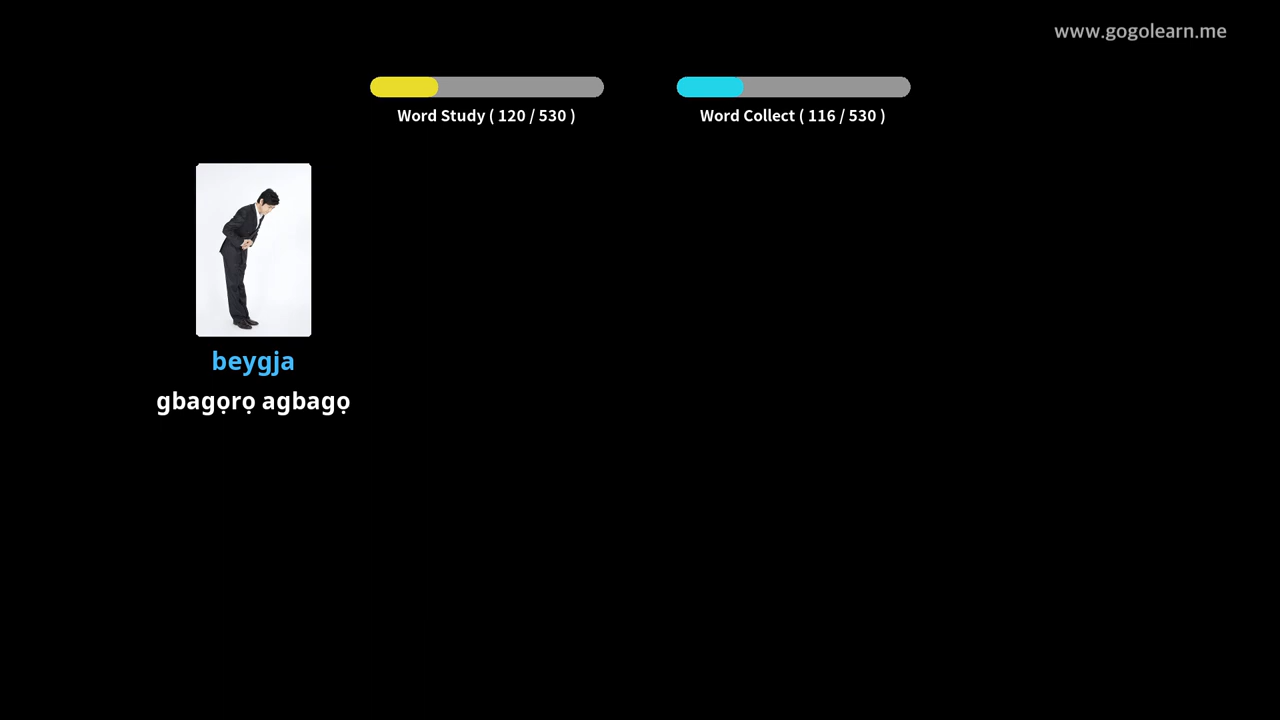 www.gogolearn.me
Word Study ( 120 / 530 )
Word Collect ( 116 / 530 )
beygja
gbagọrọ agbagọ